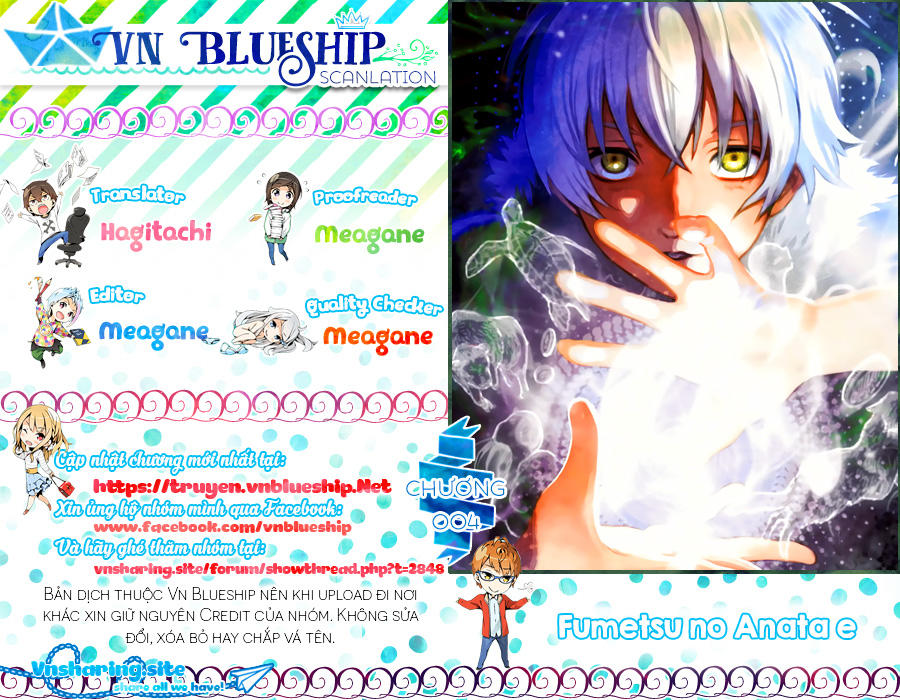 VN BLUESHIP
SCANLATION
Translater
Hagitachi
Proofreader
Meagane
Editer
Meagane
Quality Checker
Meagane
Cập nhật chương mới nhất tại:
https://truyen.vnblueship.Net
Xin ủng hộ nhóm mình qua Facebook:
www.facebook.com/vnblueship
Và hãy ghé thăm nhóm tại:
vnsharing.site/forum/showthread.php?t=2848
BẢN DỊCH THUỘC VN BLUESHIP NÊN KHI UPLOAD ĐI NƠI
KHÁC XIN GIỮ NGUYÊN CREDIT CỦA NHÓM. KHÔNG SỬA
ĐỔI, XÓA BỎ HAY CHẮP VÁ TÊN.
Vnsharing.site
share all we have!
CHƯƠNG
004
Fumetsu no Anata e